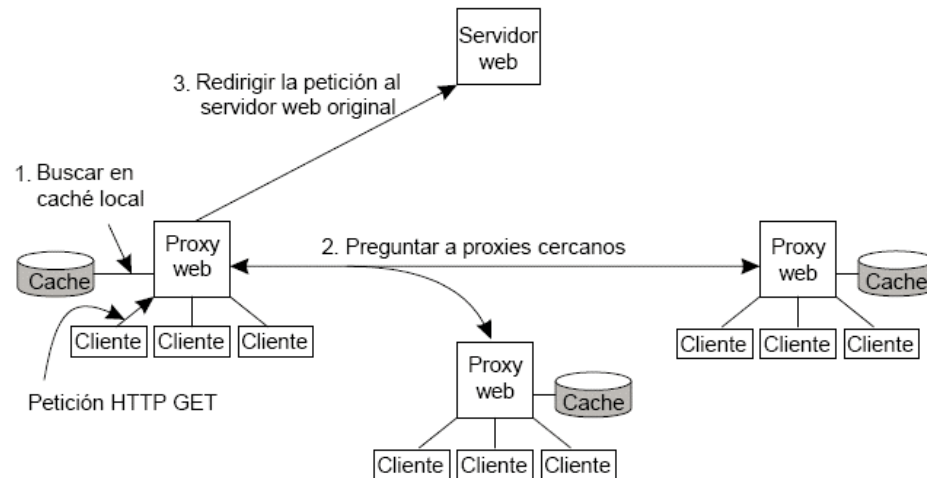 Servidor
web
3. Redirigir la petición al
servidor web original
1. Buscar en
caché local
Proxy
web
2. Preguntar a proxies cercanos
Proxy
web
Cache
Cache
Cliente
Cliente
Cliente
Cliente
Cliente
Cliente
Petición HTTP GET
Proxy
web
Cache
Cliente
Cliente
Cliente